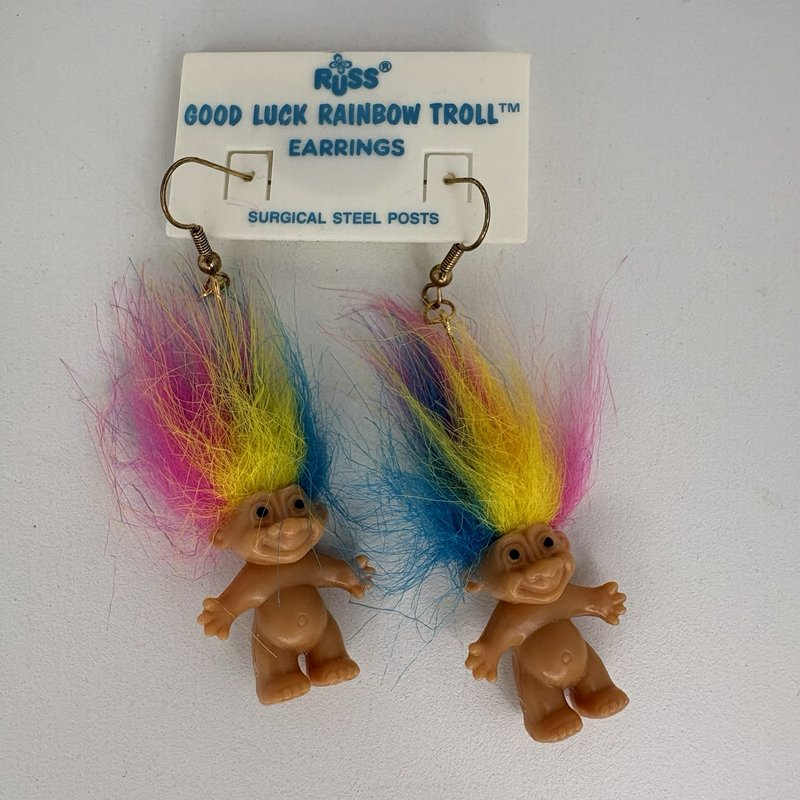 RUSS®
GOOD LUCK RAINBOW TROLL™
EARRINGS
SURGICAL STEEL POSTS